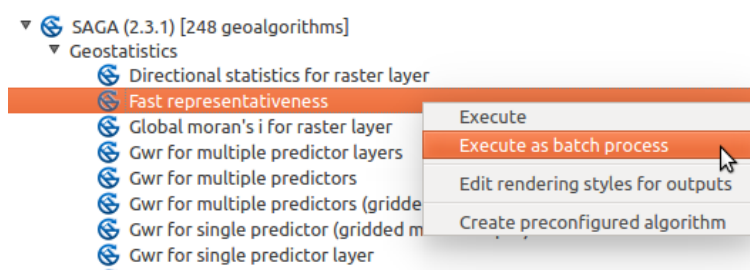 SAGA (2.3.1) [248 geoalgorithms]
Geostatistics
Directional statistics for raster layer
Fast representativeness
Global moran's i for raster layer
Gwr for multiple predictor layers
Gwr for multiple predictors
Gwr for multiple predictors (gridde
Gwr for single predictor (gridded m
Gwr for single predictor layer
Execute
Execute as batch process
Edit rendering styles for outputs
Create preconfigured algorithm